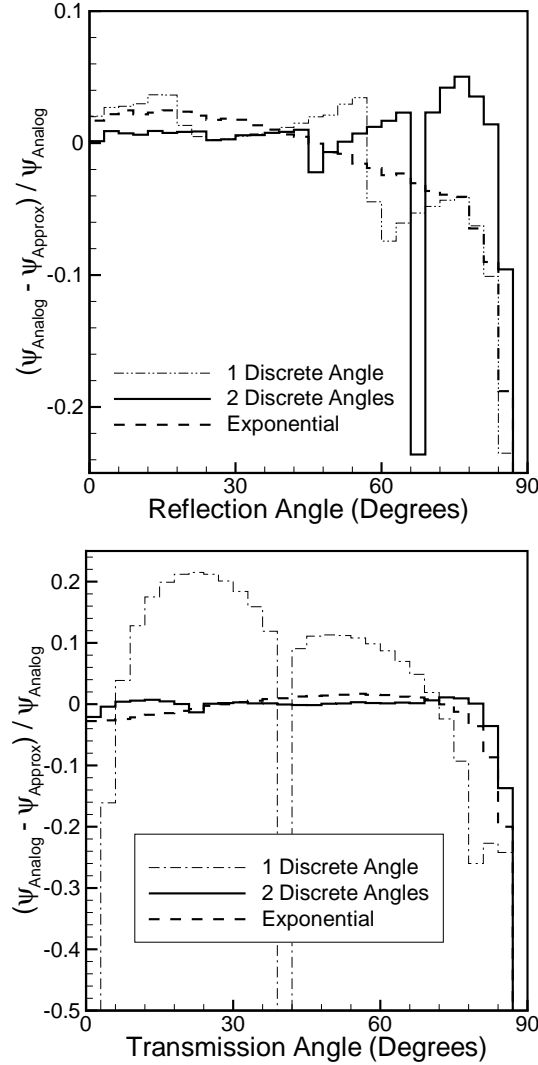 0.1
0
-0.1
-0.2
(ψAnalog - ψApprox) / ψAnalog
1 Discrete Angle
2 Discrete Angles
Exponential
0 30 60 90
Reflection Angle (Degrees)
0.2
0.1
0
-0.1
-0.2
-0.3
-0.4
-0.5
(ψAnalog - ψApprox) / ψAnalog
1 Discrete Angle
2 Discrete Angles
Exponential
0 30 60 90
Transmission Angle (Degrees)